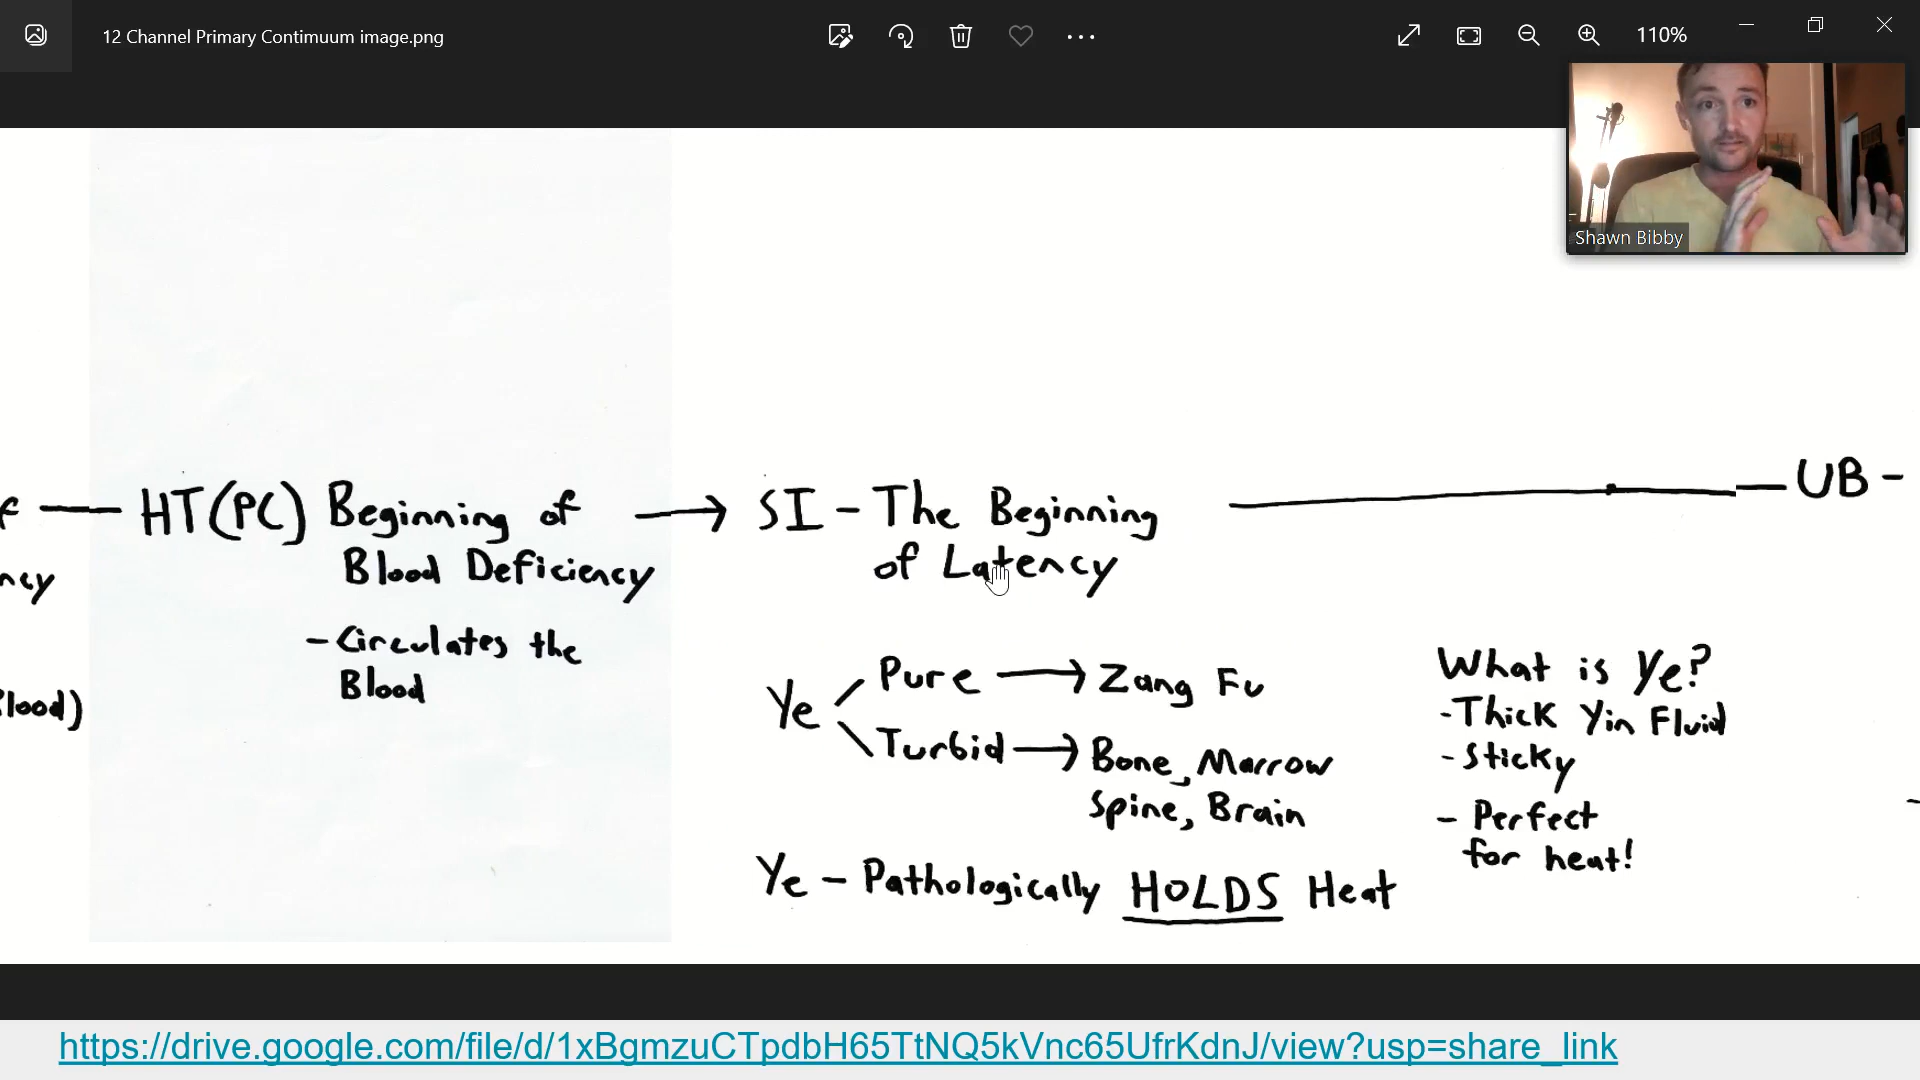 12 Channel Primary Contimuum image.png
110%
Shawn Bibby
HT(PC) Beginning of
Blood Deficiency
- Circulates the
Blood
ncy
lood)
SI - The Beginning
of Latency
Ye
Pure → Zang Fu
Turbid → Bone, Marrow
Spine, Brain
Ye - Pathologically HOLDS Heat
What is Ye?
- Thick Yin Fluid
- Sticky
- Perfect
for heat!
UB -
https://drive.google.com/file/d/1xBgmzuCTpdbH65TtNQ5kVnc65UfrKdnJ/view?usp=share_link